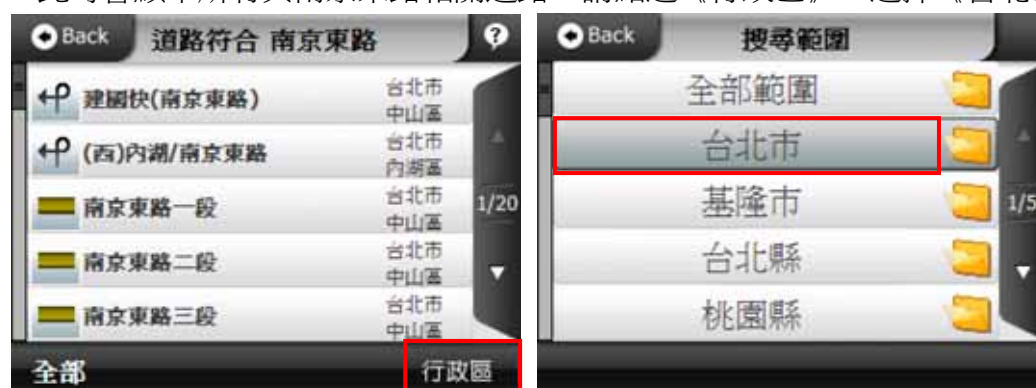 Back 道路符合 南京東路 ?
建國快(南京東路) 台北市 中山區
(西)內湖/南京東路 台北市 內湖區
南京東路一段 台北市 中山區
1/20
南京東路二段 台北市 中山區
南京東路三段 台北市 中山區
全部 行政區
Back 搜尋範圍
全部範圍
台北市
基隆市
1/5
台北縣
桃園縣